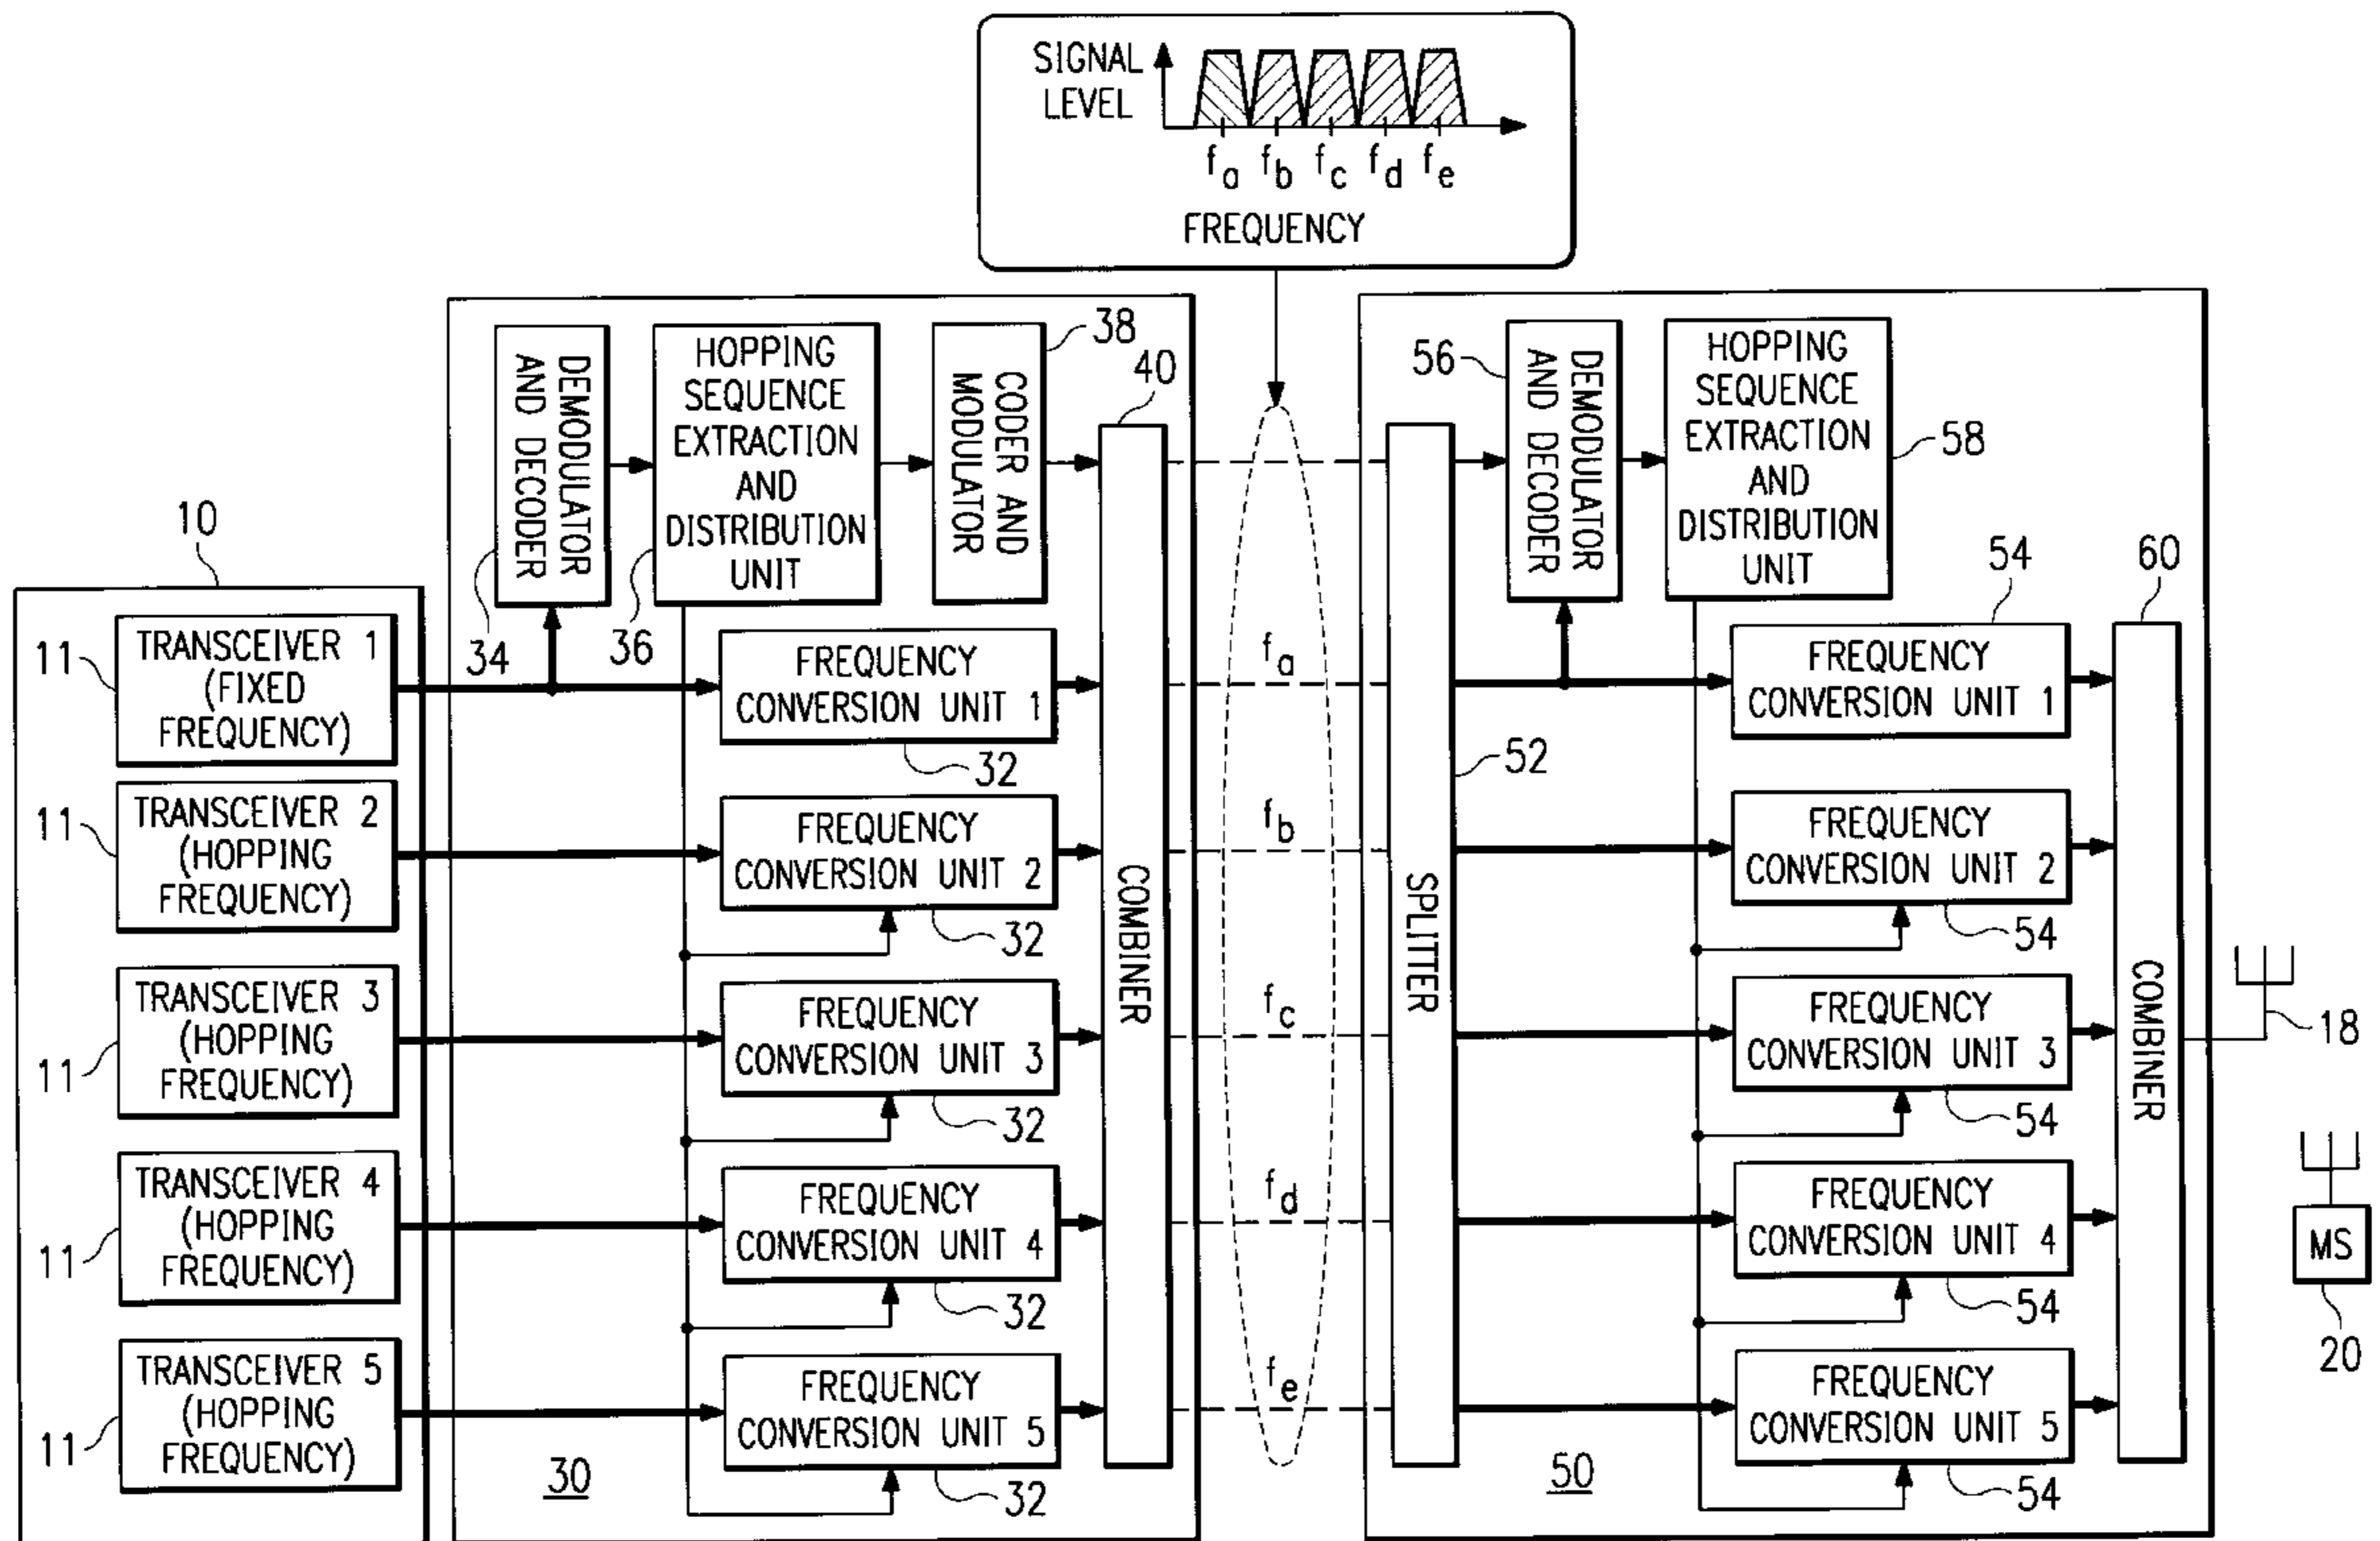 SIGNAL
LEVEL
fa fb fc fd fe
FREQUENCY
10
11
TRANSCEIVER 1
(FIXED
FREQUENCY)
11
TRANSCEIVER 2
(HOPPING
FREQUENCY)
11
TRANSCEIVER 3
(HOPPING
FREQUENCY)
11
TRANSCEIVER 4
(HOPPING
FREQUENCY)
11
TRANSCEIVER 5
(HOPPING
FREQUENCY)
DEMODULATOR
AND DECODER
34
HOPPING
SEQUENCE
EXTRACTION
AND
DISTRIBUTION
UNIT
36
CODER AND
MODULATOR
38
40
COMBINER
FREQUENCY
CONVERSION UNIT 1
32
FREQUENCY
CONVERSION UNIT 2
32
FREQUENCY
CONVERSION UNIT 3
32
FREQUENCY
CONVERSION UNIT 4
32
FREQUENCY
CONVERSION UNIT 5
32
30
fa
fb
fc
fd
fe
SPLITTER
52
56
DEMODULATOR
AND DECODER
HOPPING
SEQUENCE
EXTRACTION
AND
DISTRIBUTION
UNIT
58
54
FREQUENCY
CONVERSION UNIT 1
FREQUENCY
CONVERSION UNIT 2
54
FREQUENCY
CONVERSION UNIT 3
54
FREQUENCY
CONVERSION UNIT 4
54
FREQUENCY
CONVERSION UNIT 5
54
50
60
COMBINER
18
MS
20